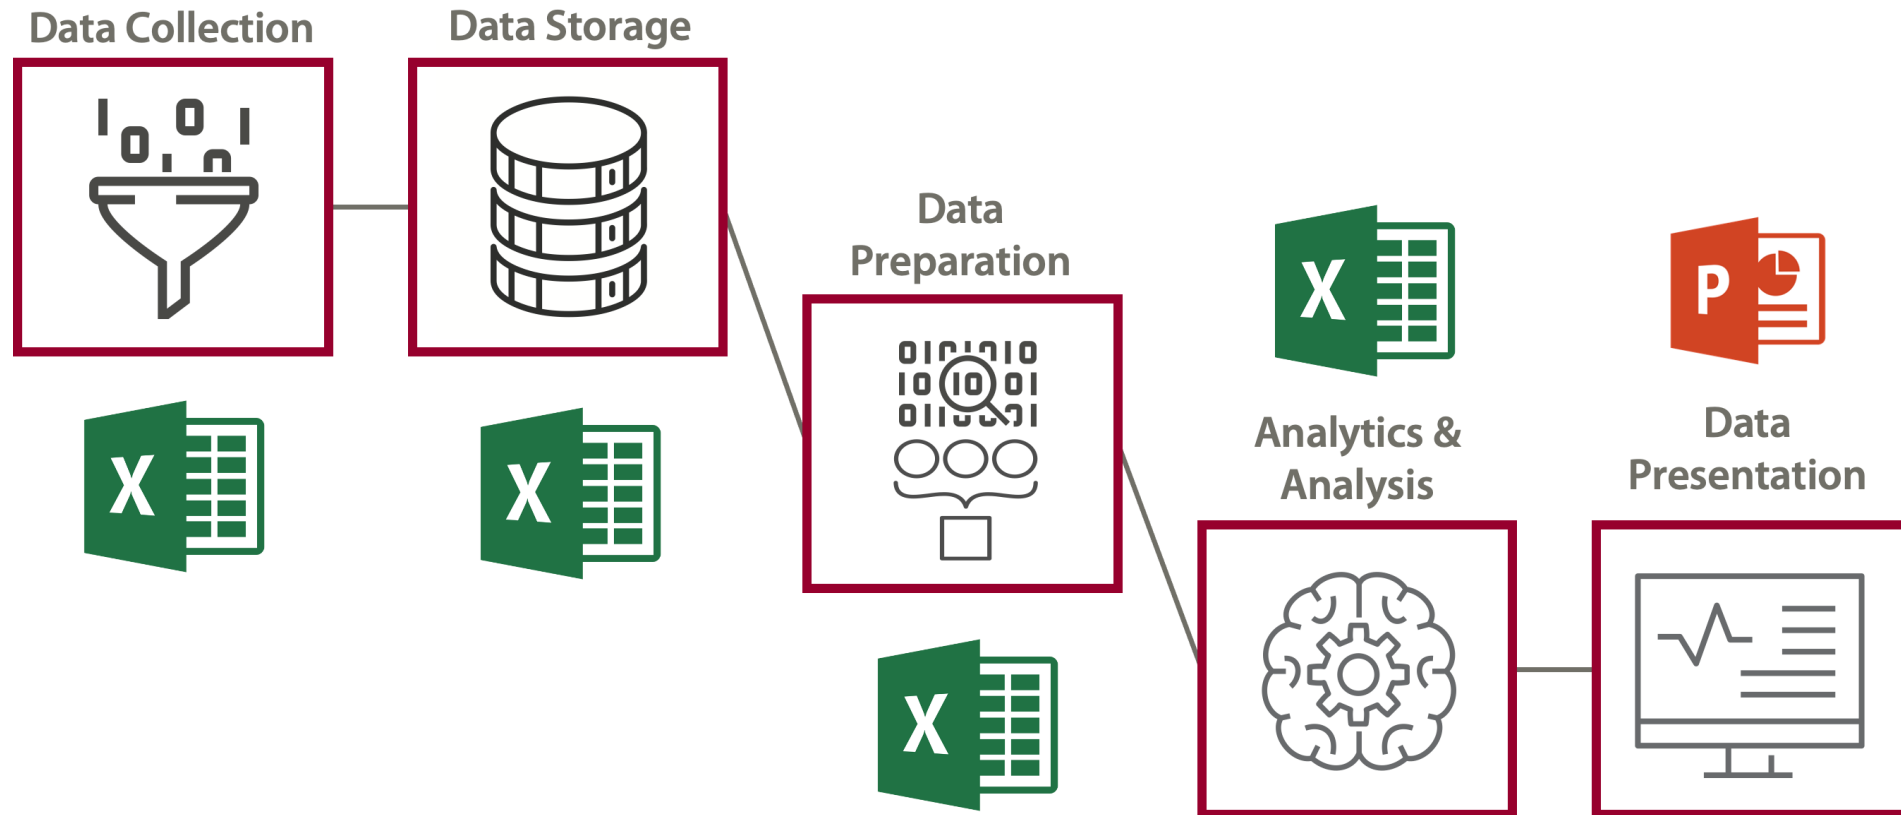 Data Collection
Data Storage
Data
Preparation
Analytics &
Analysis
Data
Presentation
X
X
X
X
P